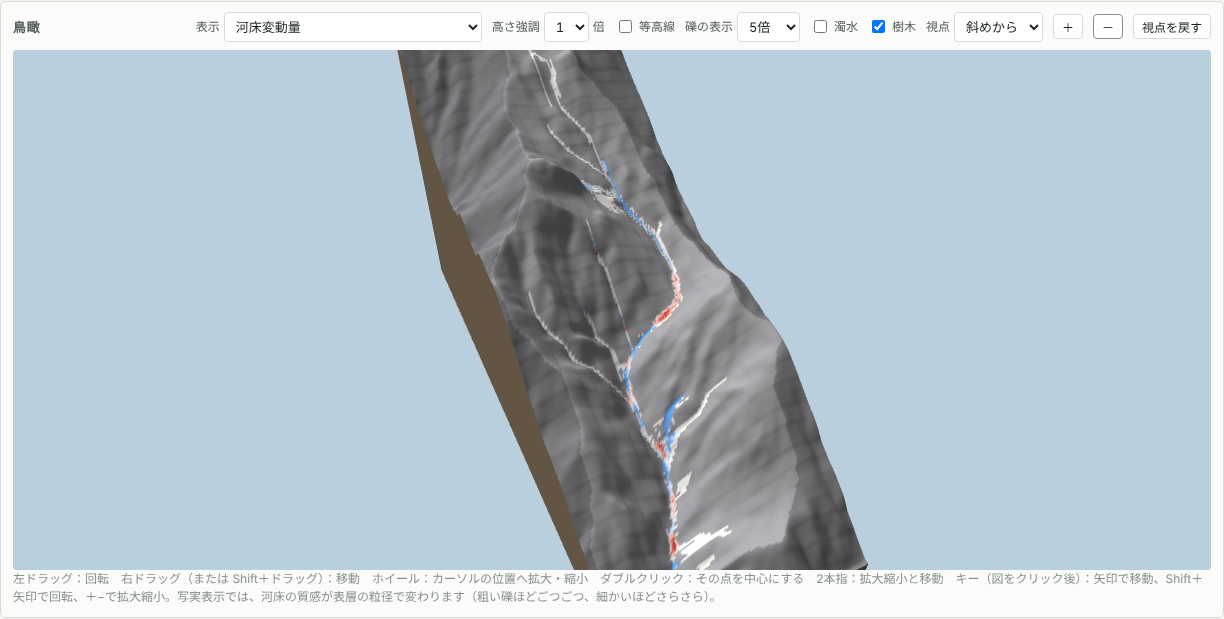 鳥瞰 表示 河床変動量 高さ強調 1 倍 等高線 礫の表示 5倍 濁水 樹木 視点 斜めから ＋ − 視点を戻す
左ドラッグ：回転　右ドラッグ（または Shift＋ドラッグ）：移動　ホイール：カーソルの位置へ拡大・縮小　ダブルクリック：その点を中心にする　2本指：拡大縮小と移動　キー（図をクリック後）：矢印で移動、Shift＋
矢印で回転、＋−で拡大縮小。写実表示では、河床の質感が表層の粒径で変わります（粗い礫ほどごつごつ、細かいほどさらさら）。